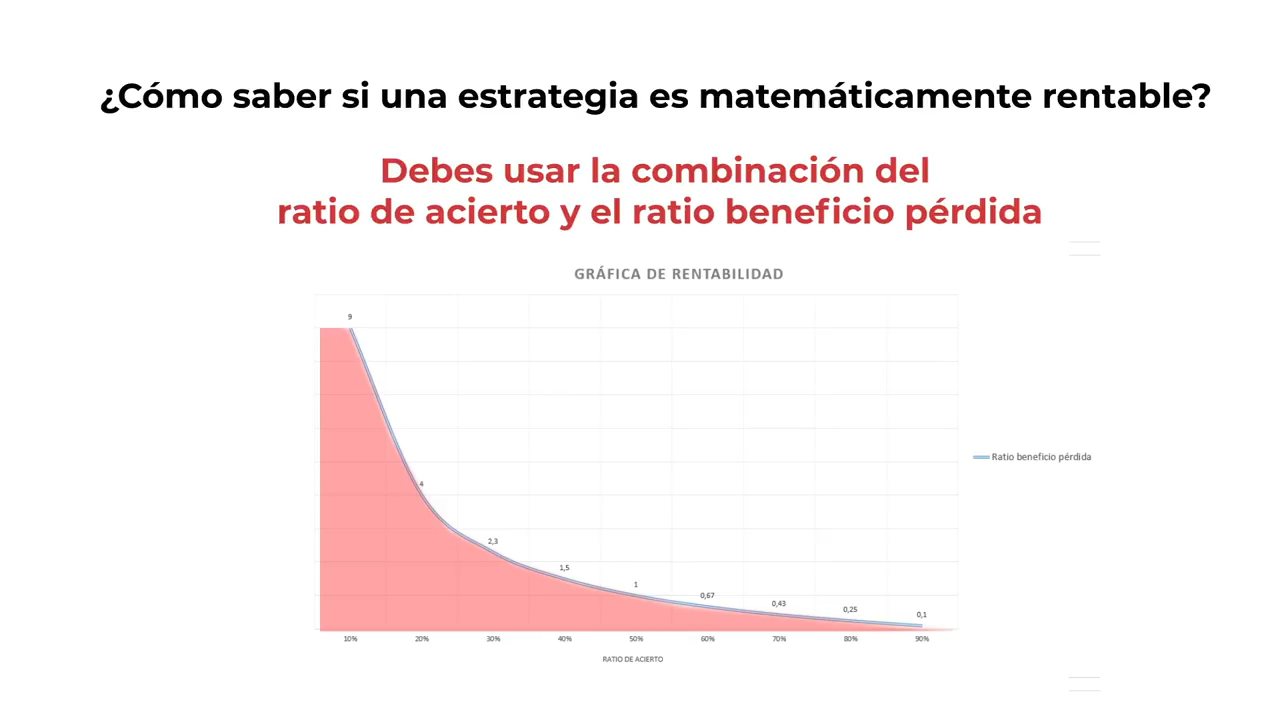 ¿Cómo saber si una estrategia es matemáticamente rentable?
Debes usar la combinación del
ratio de acierto y el ratio beneficio pérdida
GRÁFICA DE RENTABILIDAD
9
4
2,3
1,5
1
0,67
0,43
0,25
0,1
Ratio beneficio pérdida
10% 20% 30% 40% 50% 60% 70% 80% 90%
RATIO DE ACIERTO